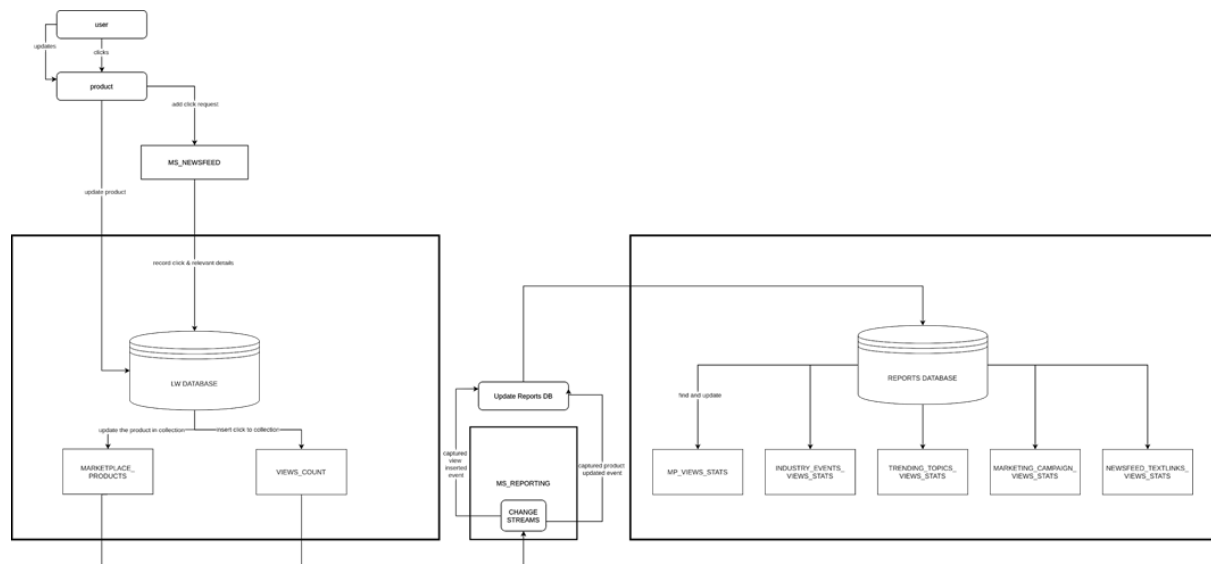 user
updates
clicks
product
add click request
MS_NEWSFEED
update product
record click & relevant details
LW DATABASE
update the product in collection
insert click to collection
MARKETPLACE_
PRODUCTS
VIEWS_COUNT
Update Reports DB
captured
view
inserted
event
captured product
updated event
MS_REPORTING
CHANGE
STREAMS
REPORTS DATABASE
find and update
MP_VIEWS_STATS
INDUSTRY_EVENTS_
VIEWS_STATS
TRENDING_TOPICS_
VIEWS_STATS
MARKETING_CAMPAIGN_
VIEWS_STATS
NEWSFEED_TEXTLINKS_
VIEWS_STATS